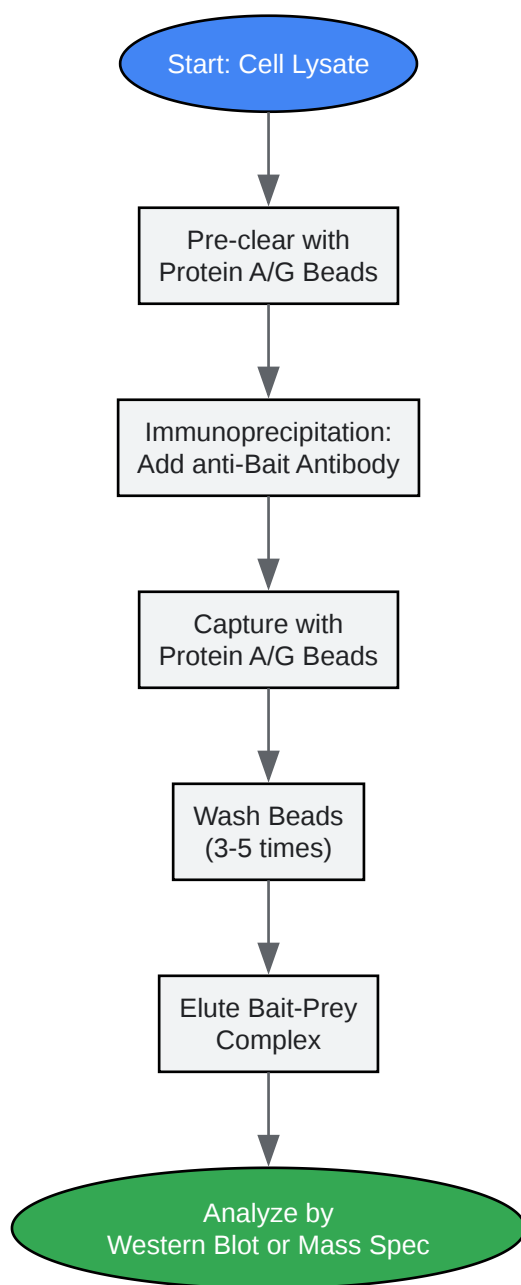 Start: Cell Lysate
Pre-clear with
Protein A/G Beads
Immunoprecipitation:
Add anti-Bait Antibody
Capture with
Protein A/G Beads
Wash Beads
(3-5 times)
Elute Bait-Prey
Complex
Analyze by
Western Blot or Mass Spec